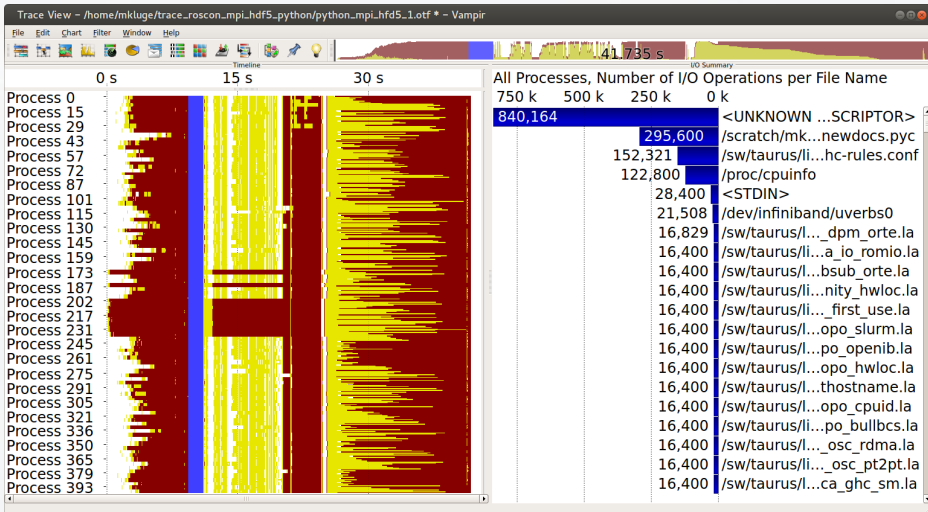 Trace View – /home/mkluge/trace_roscon_mpi_hdf5_python/python_mpi_hfd5_1.otf * – Vampir
File Edit Chart Filter Window Help
41.735 s
Timeline
0 s 15 s 30 s
Process 0
Process 15
Process 29
Process 43
Process 57
Process 72
Process 87
Process 101
Process 115
Process 130
Process 145
Process 159
Process 173
Process 187
Process 202
Process 217
Process 231
Process 245
Process 261
Process 275
Process 291
Process 305
Process 321
Process 336
Process 350
Process 365
Process 379
Process 393
I/O Summary
All Processes, Number of I/O Operations per File Name
750 k 500 k 250 k 0 k
840,164 <UNKNOWN ...SCRIPTOR>
295,600 /scratch/mk...newdocs.pyc
152,321 /sw/taurus/li...hc-rules.conf
122,800 /proc/cpuinfo
28,400 <STDIN>
21,508 /dev/infiniband/uverbs0
16,829 /sw/taurus/l..._dpm_orte.la
16,400 /sw/taurus/li...a_io_romio.la
16,400 /sw/taurus/l...bsub_orte.la
16,400 /sw/taurus/li...nity_hwloc.la
16,400 /sw/taurus/li..._first_use.la
16,400 /sw/taurus/l...opo_slurm.la
16,400 /sw/taurus/l...po_openib.la
16,400 /sw/taurus/l...opo_hwloc.la
16,400 /sw/taurus/l...thostname.la
16,400 /sw/taurus/l...opo_cpuid.la
16,400 /sw/taurus/l...po_bullbcs.la
16,400 /sw/taurus/l..._osc_rdma.la
16,400 /sw/taurus/li..._osc_pt2pt.la
16,400 /sw/taurus/l...ca_ghc_sm.la